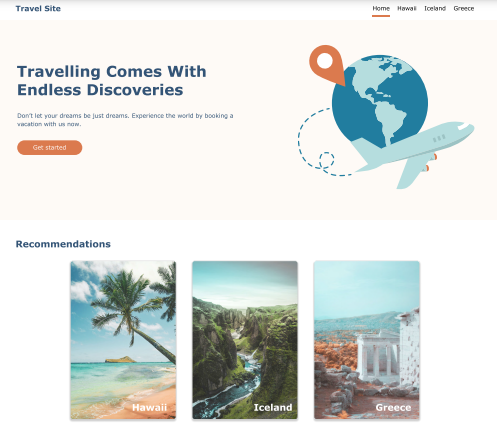 Travel Site
Home Hawaii Iceland Greece
Travelling Comes With
Endless Discoveries
Don't let your dreams be just dreams. Experience the world by booking a
vacation with us now.
Get started
Recommendations
Hawaii
Iceland
Greece